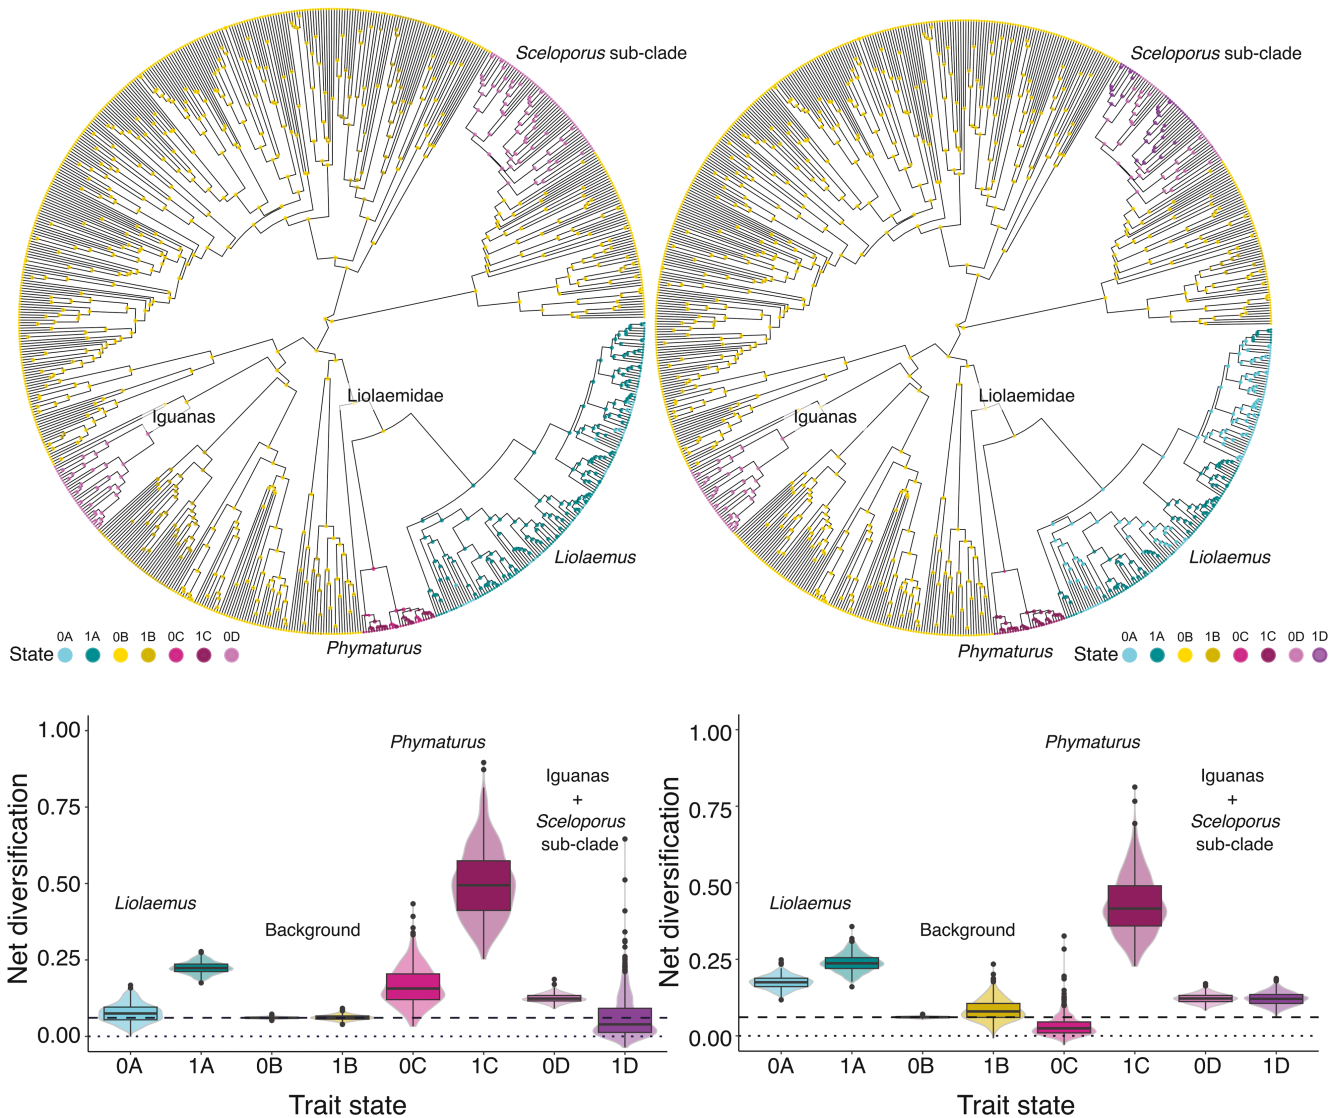 Sceloporus sub-clade
Iguanas
Liolaemidae
Liolaemus
Phymaturus
State
0A 1A 0B 1B 0C 1C 0D
Sceloporus sub-clade
Iguanas
Liolaemidae
Liolaemus
Phymaturus
State
0A 1A 0B 1B 0C 1C 0D 1D
Net diversification
1.00
0.75
0.50
0.25
0.00
Liolaemus
Background
Phymaturus
Iguanas
+
Sceloporus
sub-clade
0A 1A 0B 1B 0C 1C 0D 1D
Trait state
Net diversification
1.00
0.75
0.50
0.25
0.00
Liolaemus
Background
Phymaturus
Iguanas
+
Sceloporus
sub-clade
0A 1A 0B 1B 0C 1C 0D 1D
Trait state